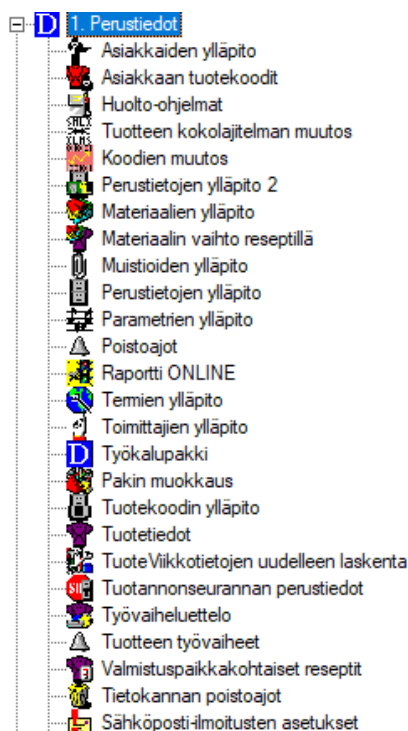 1. Perustiedot
Asiakkaiden ylläpito
Asiakkaan tuotekoodit
Huolto-ohjelmat
Tuotteen kokolajitelman muutos
Koodien muutos
Perustietojen ylläpito 2
Materiaalien ylläpito
Materiaalin vaihto reseptillä
Muistioiden ylläpito
Perustietojen ylläpito
Parametrien ylläpito
Poistoajot
Raportti ONLINE
Termien ylläpito
Toimittajien ylläpito
Työkalupakki
Pakin muokkaus
Tuotekoodin ylläpito
Tuotetiedot
TuoteViikkotietojen uudelleen laskenta
Tuotannonseurannan perustiedot
Työvaiheluettelo
Tuotteen työvaiheet
Valmistuspaikkakohtaiset reseptit
Tietokannan poistoajot
Sähköposti-ilmoitusten asetukset